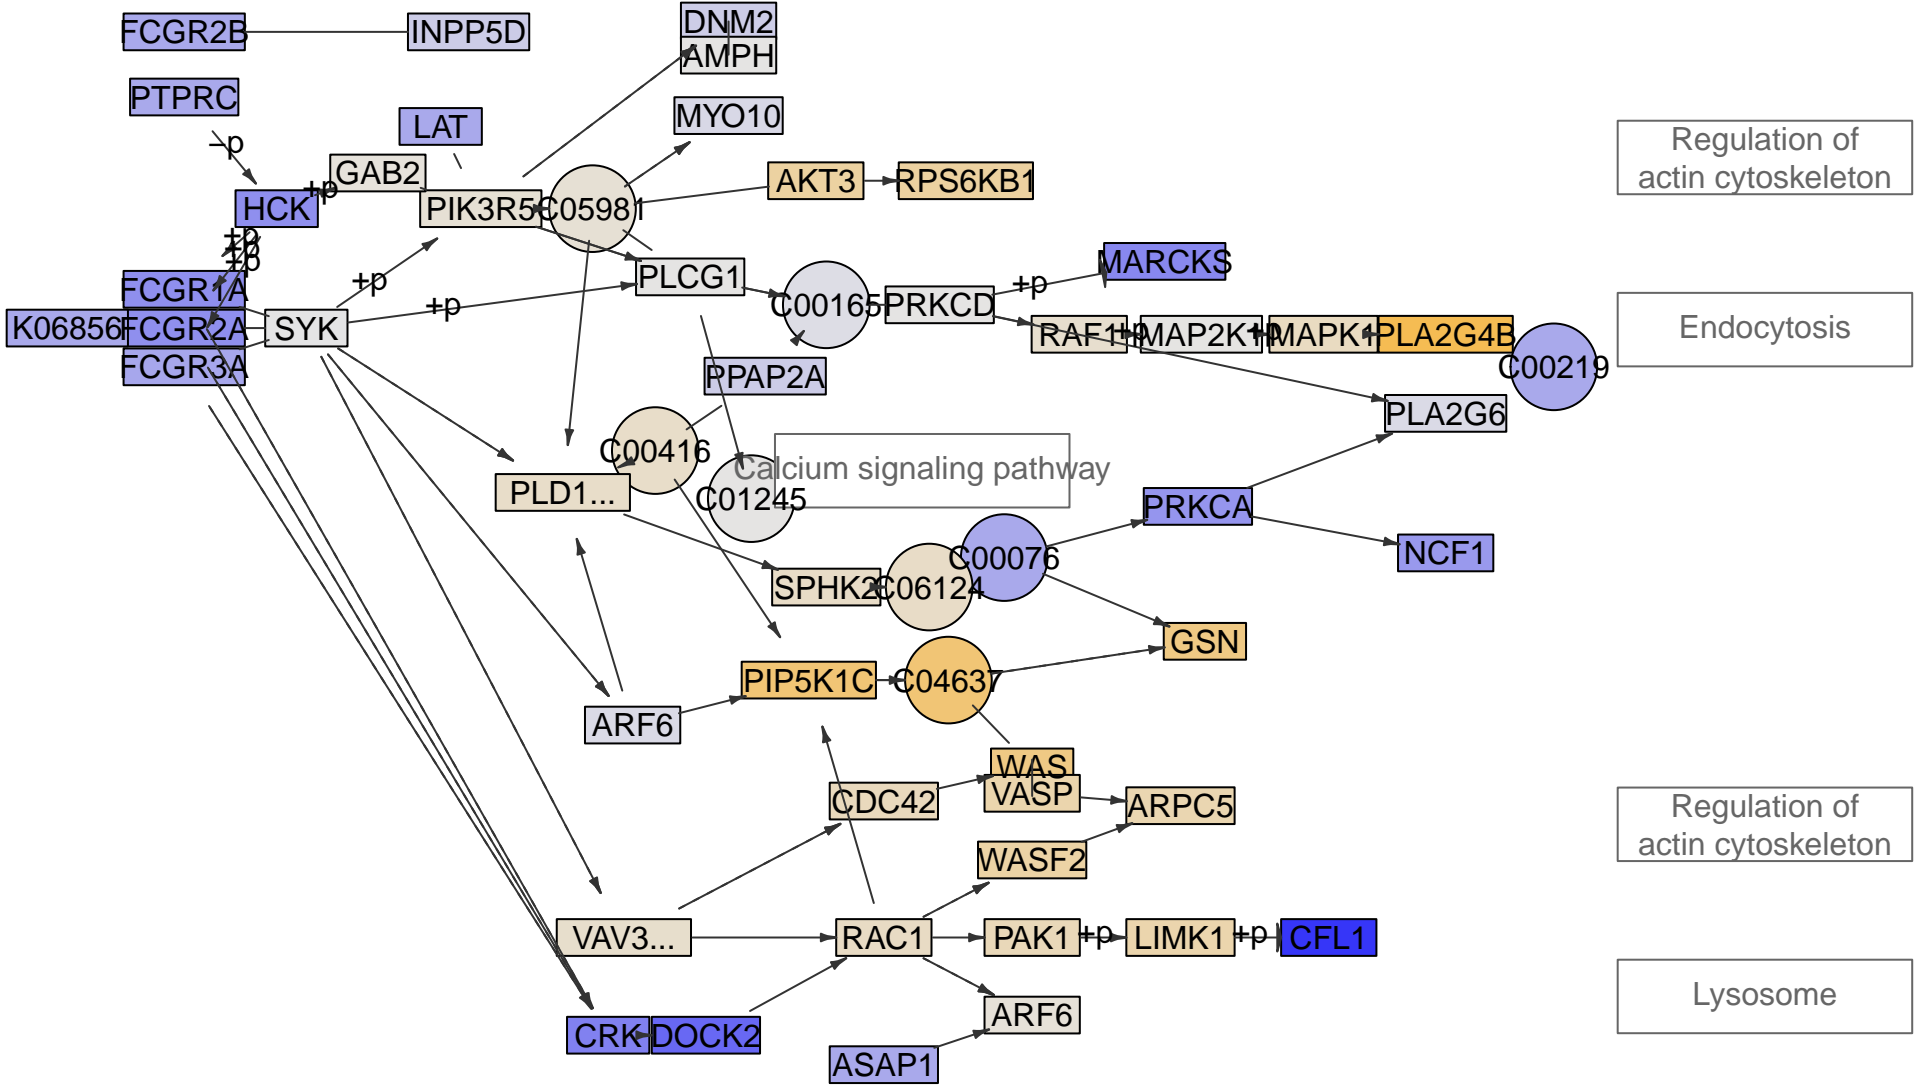 FCGR2B
INPP5D
DNM2
AMPH
PTPRC
LAT
MYO10
Regulation of
actin cytoskeleton
−p
GAB2
+p
HCK
PIK3R5
C05981
AKT3
RPS6KB1
+p
+p
+p
FCGR1A
+p
PLCG1
MARCKS
+p
C00165
PRKCD
+p
K06856
FCGR2A
SYK
FCGR3A
RAF1
+p
MAP2K1
+p
MAPK1
PLA2G4B
Endocytosis
C00219
PPAP2A
PLA2G6
C00416
Calcium signaling pathway
PLD1...
C01245
PRKCA
NCF1
C00076
SPHK2
C06124
GSN
PIP5K1C
C04637
ARF6
WAS
VASP
CDC42
ARPC5
Regulation of
actin cytoskeleton
WASF2
VAV3...
RAC1
PAK1
+p
LIMK1
+p
CFL1
Lysosome
ARF6
CRK
DOCK2
ASAP1